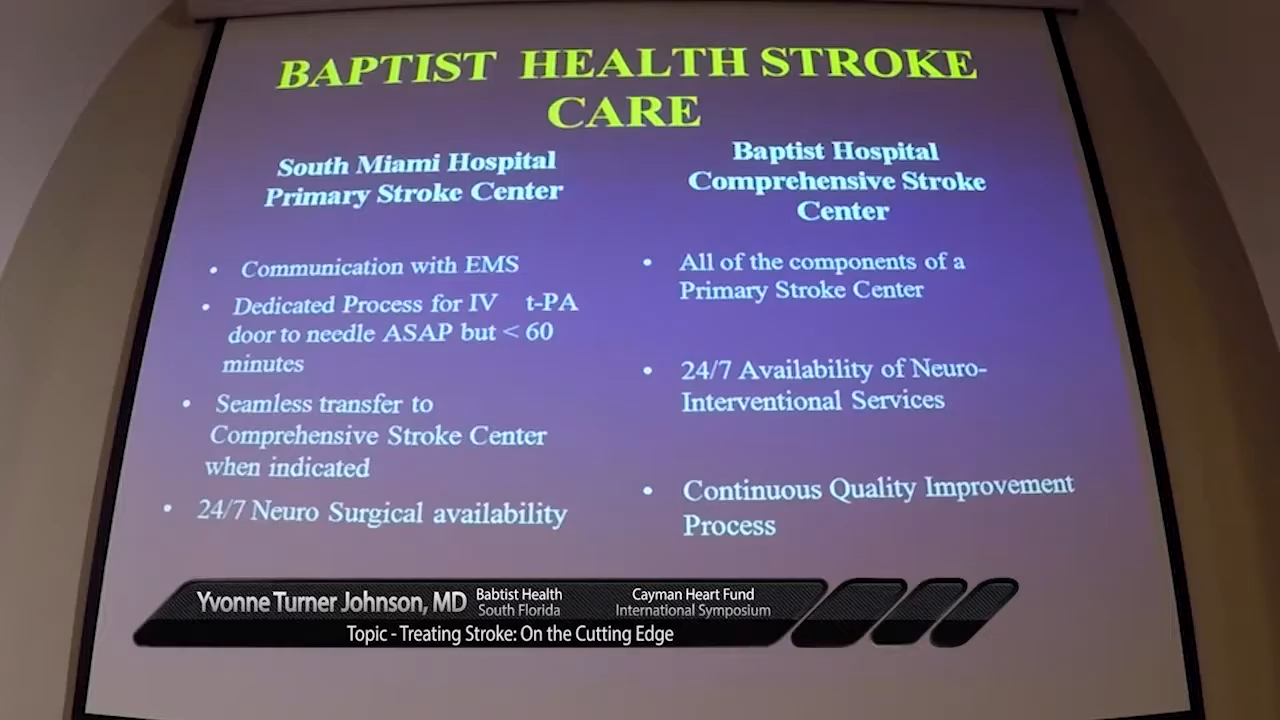 BAPTIST HEALTH STROKE
CARE
South Miami Hospital
Primary Stroke Center
• Communication with EMS
• Dedicated Process for IV t-PA
door to needle ASAP but < 60
minutes
• Seamless transfer to
Comprehensive Stroke Center
when indicated
• 24/7 Neuro Surgical availability
Baptist Hospital
Comprehensive Stroke
Center
• All of the components of a
Primary Stroke Center
• 24/7 Availability of Neuro-
Interventional Services
• Continuous Quality Improvement
Process
Yvonne Turner Johnson, MD
Babtist Health
South Florida
Cayman Heart Fund
International Symposium
Topic - Treating Stroke: On the Cutting Edge